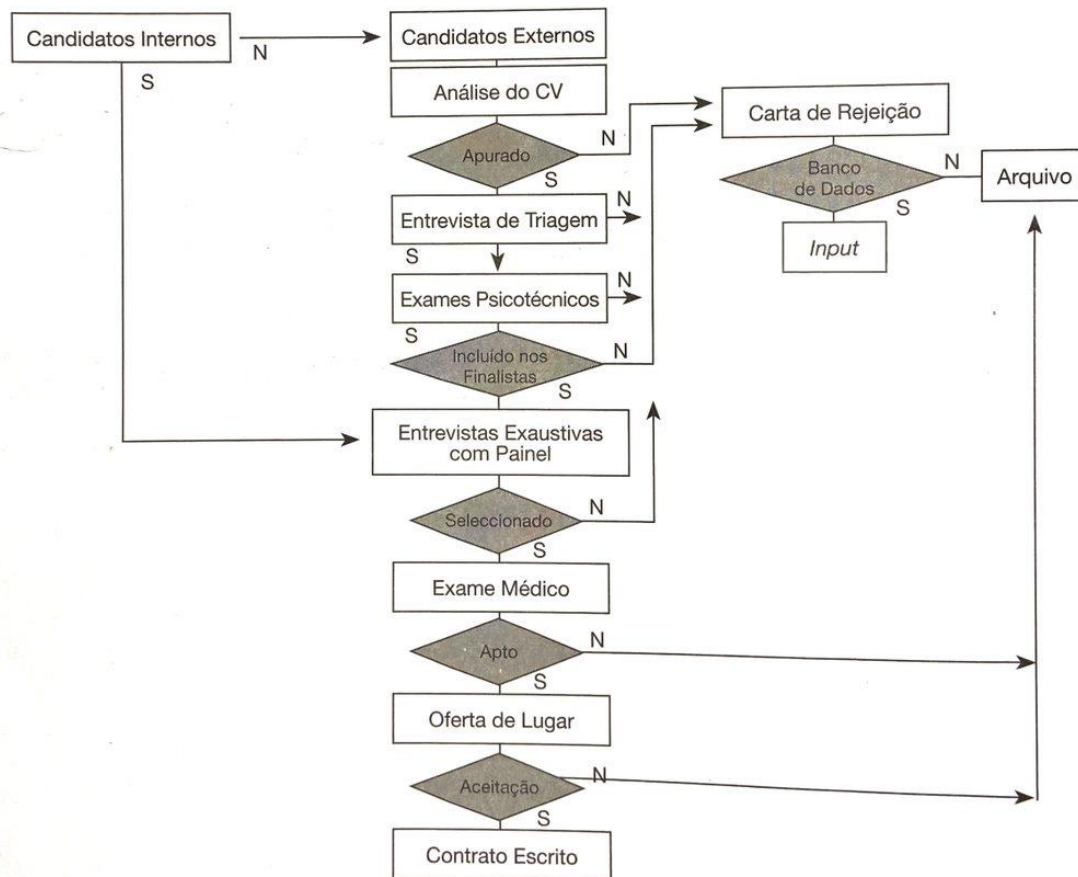 Candidatos Internos
N
S
Candidatos Externos
Análise do CV
Apurado
N
S
Carta de Rejeição
Banco
de Dados
N
S
Arquivo
Input
Entrevista de Triagem
N
S
Exames Psicotécnicos
N
S
Incluído nos
Finalistas
N
S
Entrevistas Exaustivas
com Painel
Seleccionado
N
S
Exame Médico
Apto
N
S
Oferta de Lugar
Aceitação
N
S
Contrato Escrito